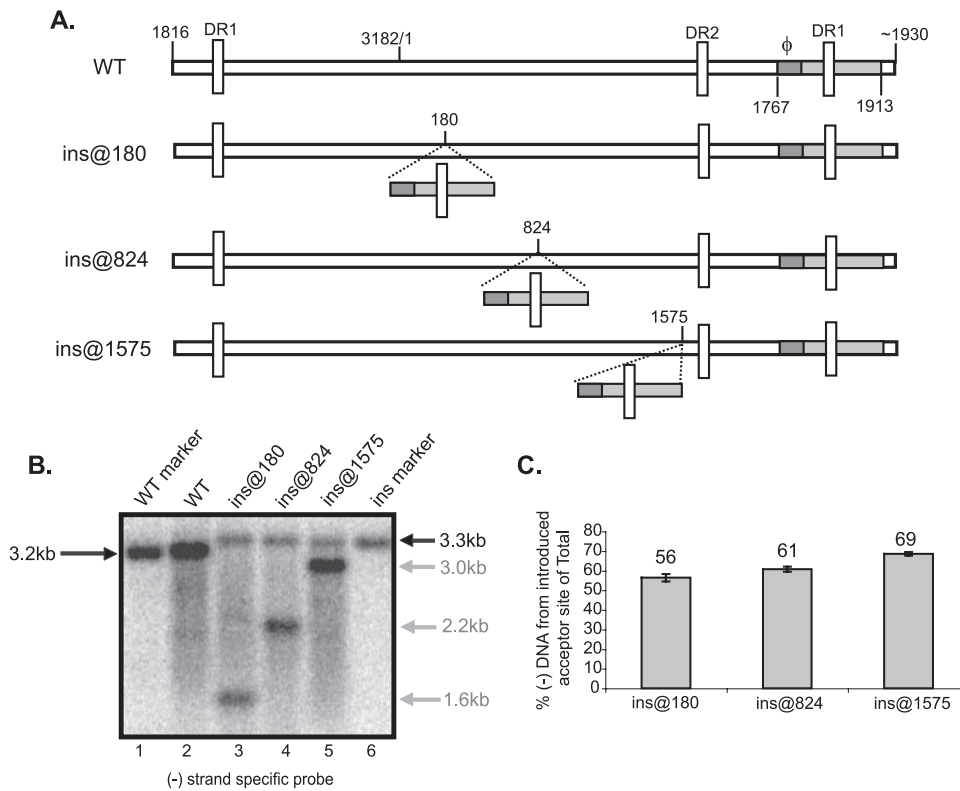 A.
1816
DR1
3182/1
DR2
ϕ
DR1
~1930
WT
1767
1913
180
ins@180
824
ins@824
1575
ins@1575
B.
WT marker
WT
ins@180
ins@824
ins@1575
ins marker
3.2kb
3.3kb
3.0kb
2.2kb
1.6kb
1 2 3 4 5 6
(-) strand specific probe
C.
% (-) DNA from introduced
acceptor site of Total
80
70
60
50
40
30
20
10
0
56
61
69
ins@180
ins@824
ins@1575